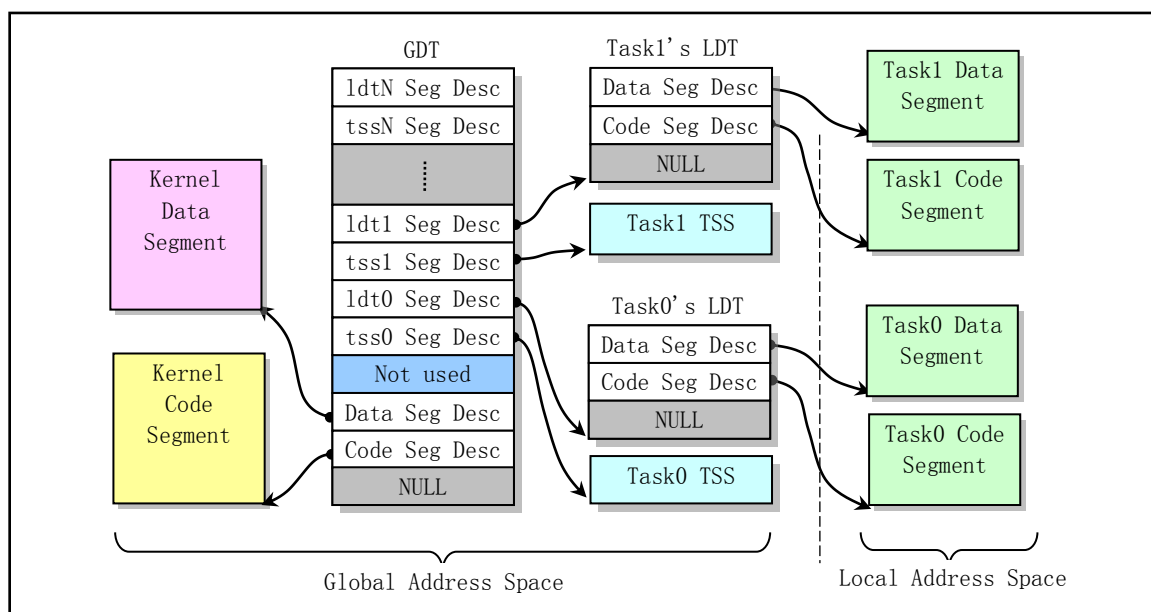 GDT
ldtN Seg Desc
tssN Seg Desc
ldt1 Seg Desc
tss1 Seg Desc
ldt0 Seg Desc
tss0 Seg Desc
Not used
Data Seg Desc
Code Seg Desc
NULL
Kernel
Data
Segment
Kernel
Code
Segment
Task1's LDT
Data Seg Desc
Code Seg Desc
NULL
Task1 TSS
Task0's LDT
Data Seg Desc
Code Seg Desc
NULL
Task0 TSS
Task1 Data
Segment
Task1 Code
Segment
Task0 Data
Segment
Task0 Code
Segment
Global Address Space
Local Address Space